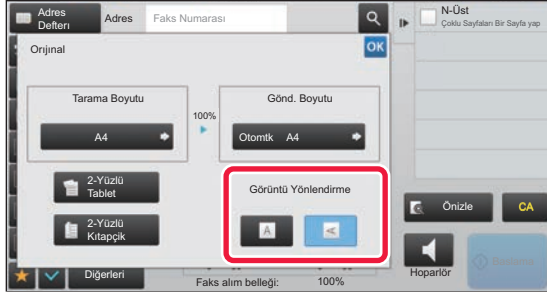 Adres
Defteri
Adres
Faks Numarası
N-Üst
Çoklu Sayfaları Bir Sayfa yap
Orijinal
OK
Tarama Boyutu
100%
Gönd. Boyutu
A4
Otomtk A4
2-Yüzlü
Tablet
Görüntü Yönlendirme
2-Yüzlü
Kıtapçik
A
A
Önizle
CA
Diğerleri
Faks alım belleği:
100%
Hoparlör